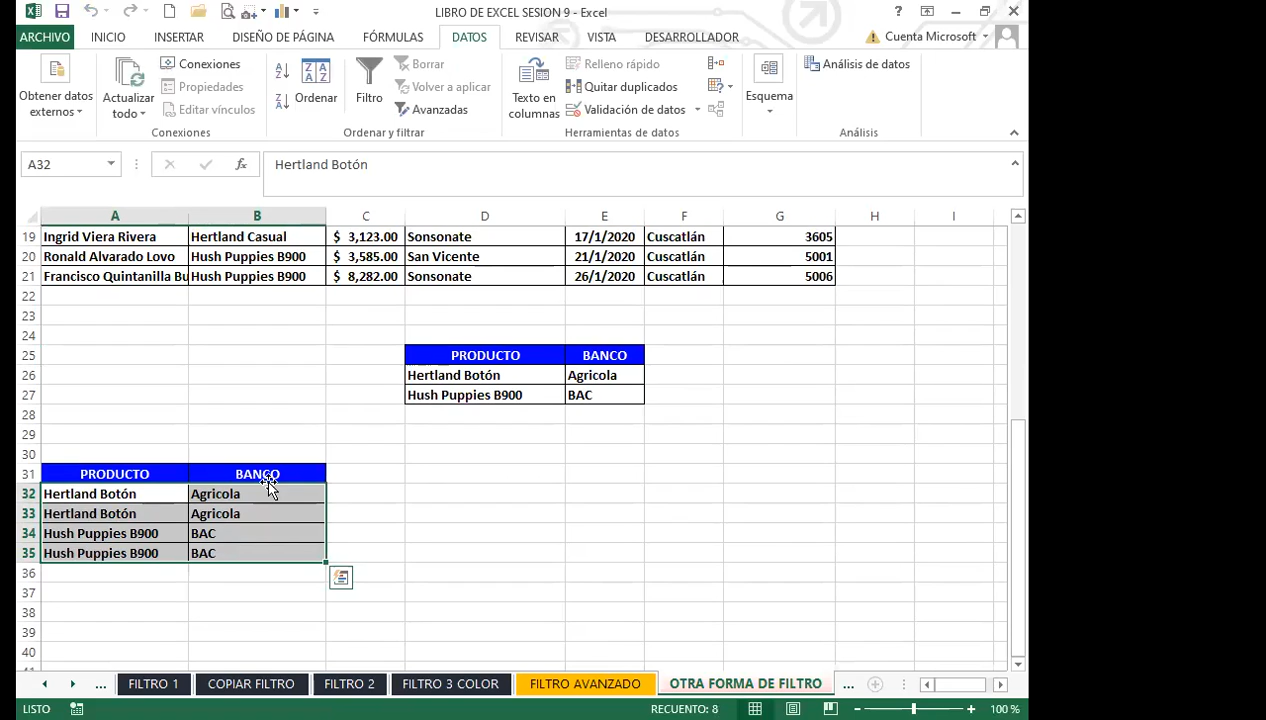 LIBRO DE EXCEL SESION 9 - Excel
ARCHIVO INICIO INSERTAR DISEÑO DE PÁGINA FÓRMULAS DATOS REVISAR VISTA DESARROLLADOR Cuenta Microsoft
Obtener datos externos
Actualizar todo
Conexiones
Propiedades
Editar vínculos
Conexiones
Ordenar
Filtro
Borrar
Volver a aplicar
Avanzadas
Ordenar y filtrar
Texto en columnas
Relleno rápido
Quitar duplicados
Validación de datos
Herramientas de datos
Esquema
Análisis de datos
Análisis
A32 fx Hertland Botón
A B C D E F G H I
19 Ingrid Viera Rivera Hertland Casual $ 3,123.00 Sonsonate 17/1/2020 Cuscatlán 3605
20 Ronald Alvarado Lovo Hush Puppies B900 $ 3,585.00 San Vicente 21/1/2020 Cuscatlán 5001
21 Francisco Quintanilla Bu Hush Puppies B900 $ 8,282.00 Sonsonate 26/1/2020 Cuscatlán 5006
22
23
24
25 PRODUCTO BANCO
26 Hertland Botón Agricola
27 Hush Puppies B900 BAC
28
29
30
31 PRODUCTO BANCO
32 Hertland Botón Agricola
33 Hertland Botón Agricola
34 Hush Puppies B900 BAC
35 Hush Puppies B900 BAC
36
37
38
39
40
... FILTRO 1 COPIAR FILTRO FILTRO 2 FILTRO 3 COLOR FILTRO AVANZADO OTRA FORMA DE FILTRO ...
LISTO RECUENTO: 8 100 %